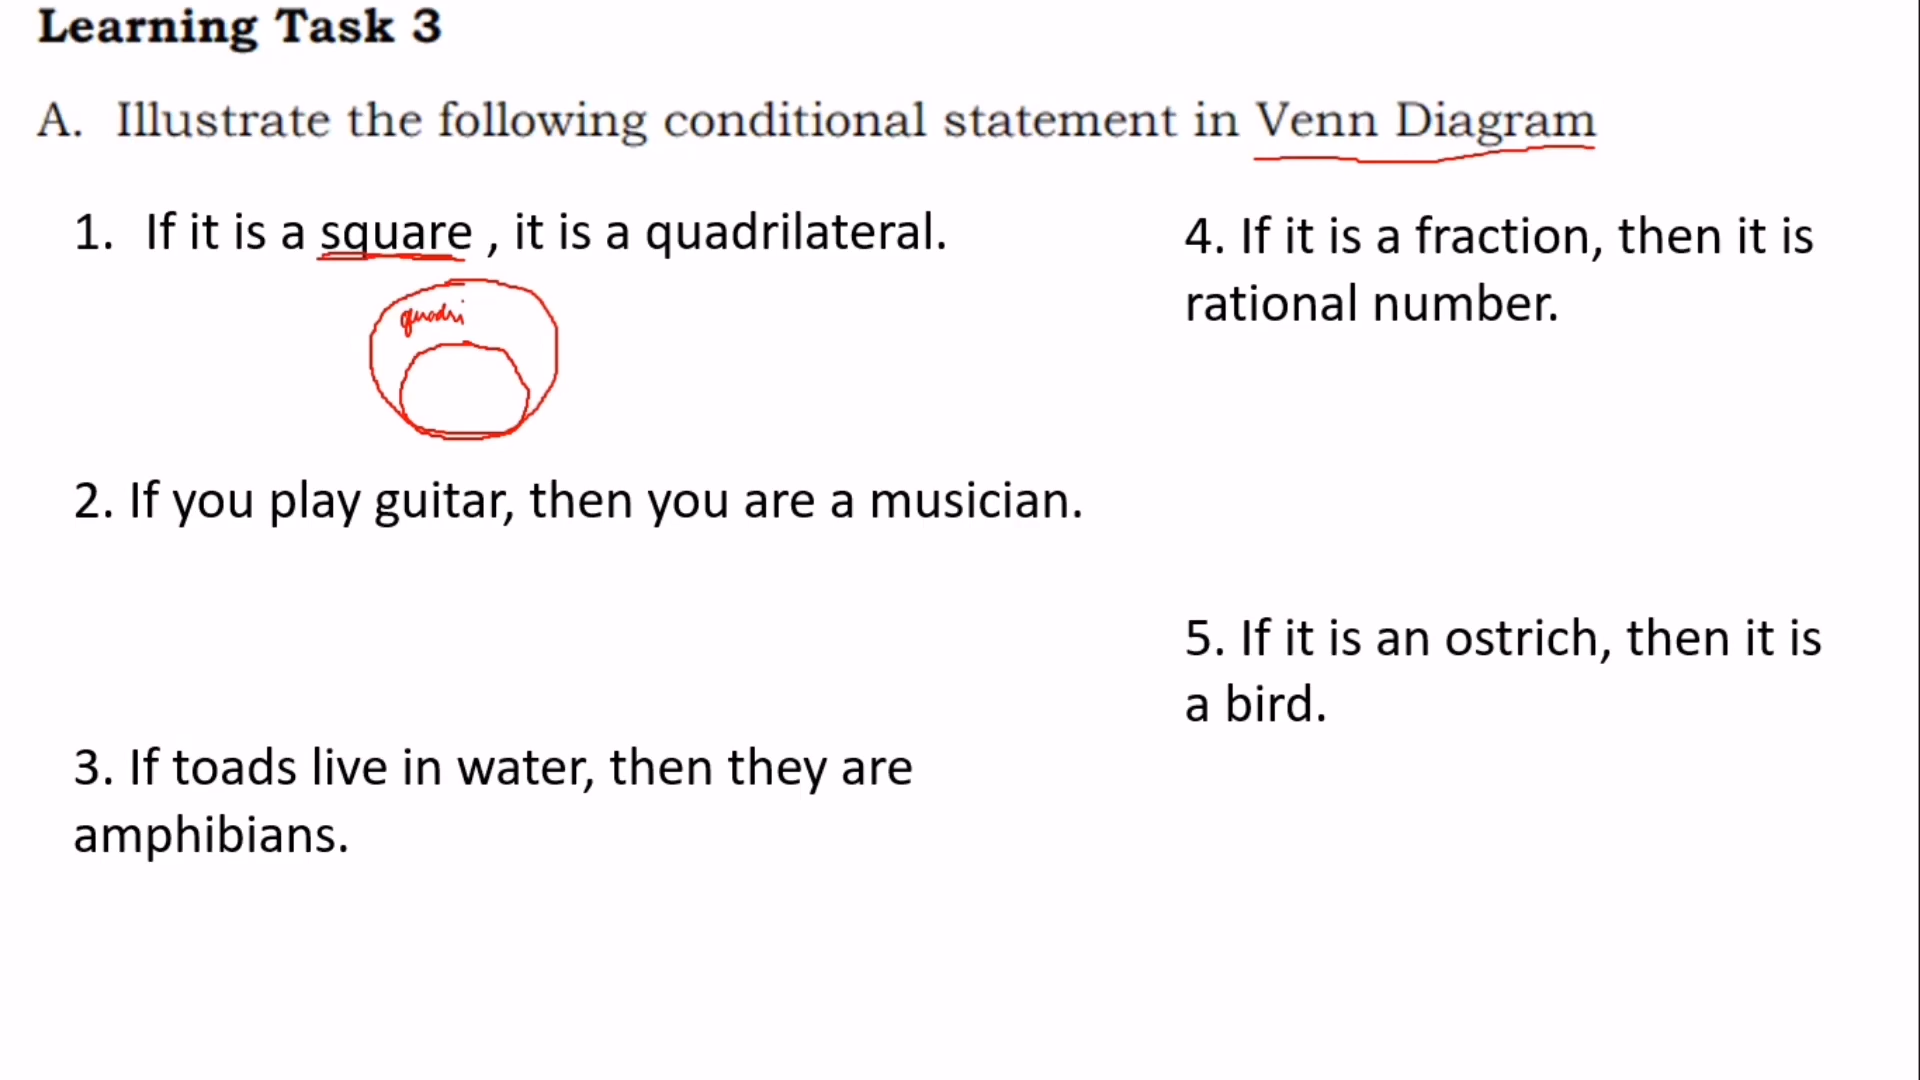 Learning Task 3
A. Illustrate the following conditional statement in Venn Diagram
1. If it is a square , it is a quadrilateral.
quadri
2. If you play guitar, then you are a musician.
3. If toads live in water, then they are
amphibians.
4. If it is a fraction, then it is
rational number.
5. If it is an ostrich, then it is
a bird.